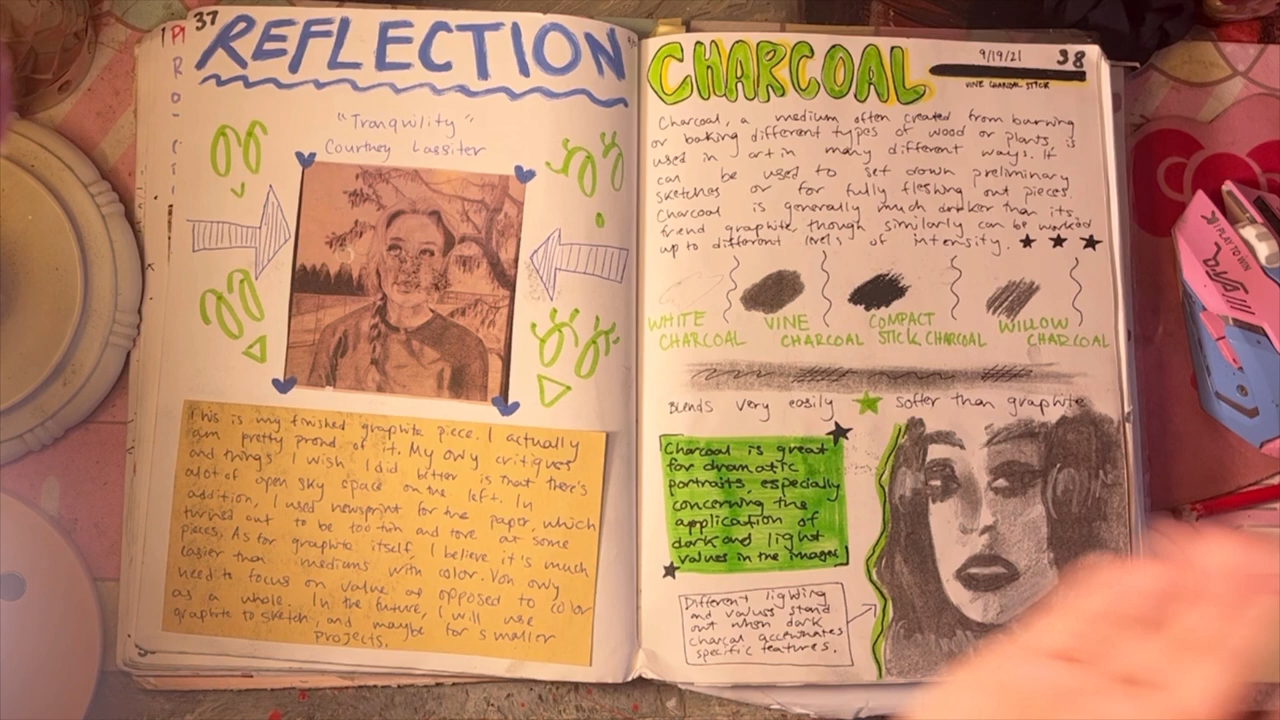 37
REFLECTION
"Tranquility"
Courtney Lassiter
This is my finished graphite piece. I actually
am pretty proud of it. My only critiques
and things I wish I did better is that there's
alot of open sky space on the left. In
addition, I used newsprint for the paper, which
turned out to be too thin and tore at some
pieces. As for graphite itself, I believe it's much
easier than mediums with color. You only
need to focus on value as opposed to color
as a whole. In the future, I will use
graphite to sketch, and maybe for smaller
projects.
CHARCOAL
9/19/21
38
VINE CHARCOAL STICK
Charcoal, a medium often created from burning
or baking different types of wood or plants, is
used in art in many different ways. It
can be used to set down preliminary
sketches or for fully fleshing out pieces.
Charcoal is generally much darker than its
friend graphite, though similarly can be worked
up to different levels of intensity.
WHITE CHARCOAL
VINE CHARCOAL
COMPACT STICK CHARCOAL
WILLOW CHARCOAL
Blends very easily
softer than graphite
Charcoal is great
for dramatic
portraits, especially
concerning the
application of
dark and light
values in the images
Different lighting
and values stand
out when dark
charcoal accentuates
specific features.
I PLAY TO WIN